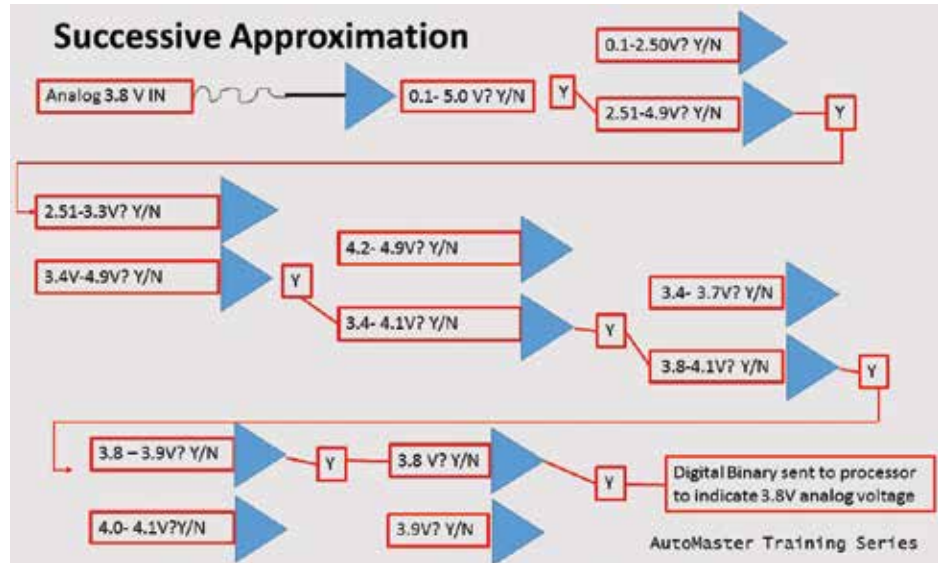 Successive Approximation
Analog 3.8 V IN
0.1- 5.0 V? Y/N
Y
0.1-2.50V? Y/N
2.51-4.9V? Y/N
Y
2.51-3.3V? Y/N
3.4V-4.9V? Y/N
Y
4.2- 4.9V? Y/N
3.4- 4.1V? Y/N
Y
3.4- 3.7V? Y/N
3.8-4.1V? Y/N
Y
3.8 – 3.9V? Y/N
Y
3.8 V? Y/N
Y
Digital Binary sent to processor
to indicate 3.8V analog voltage
4.0- 4.1V?Y/N
3.9V? Y/N
AutoMaster Training Series